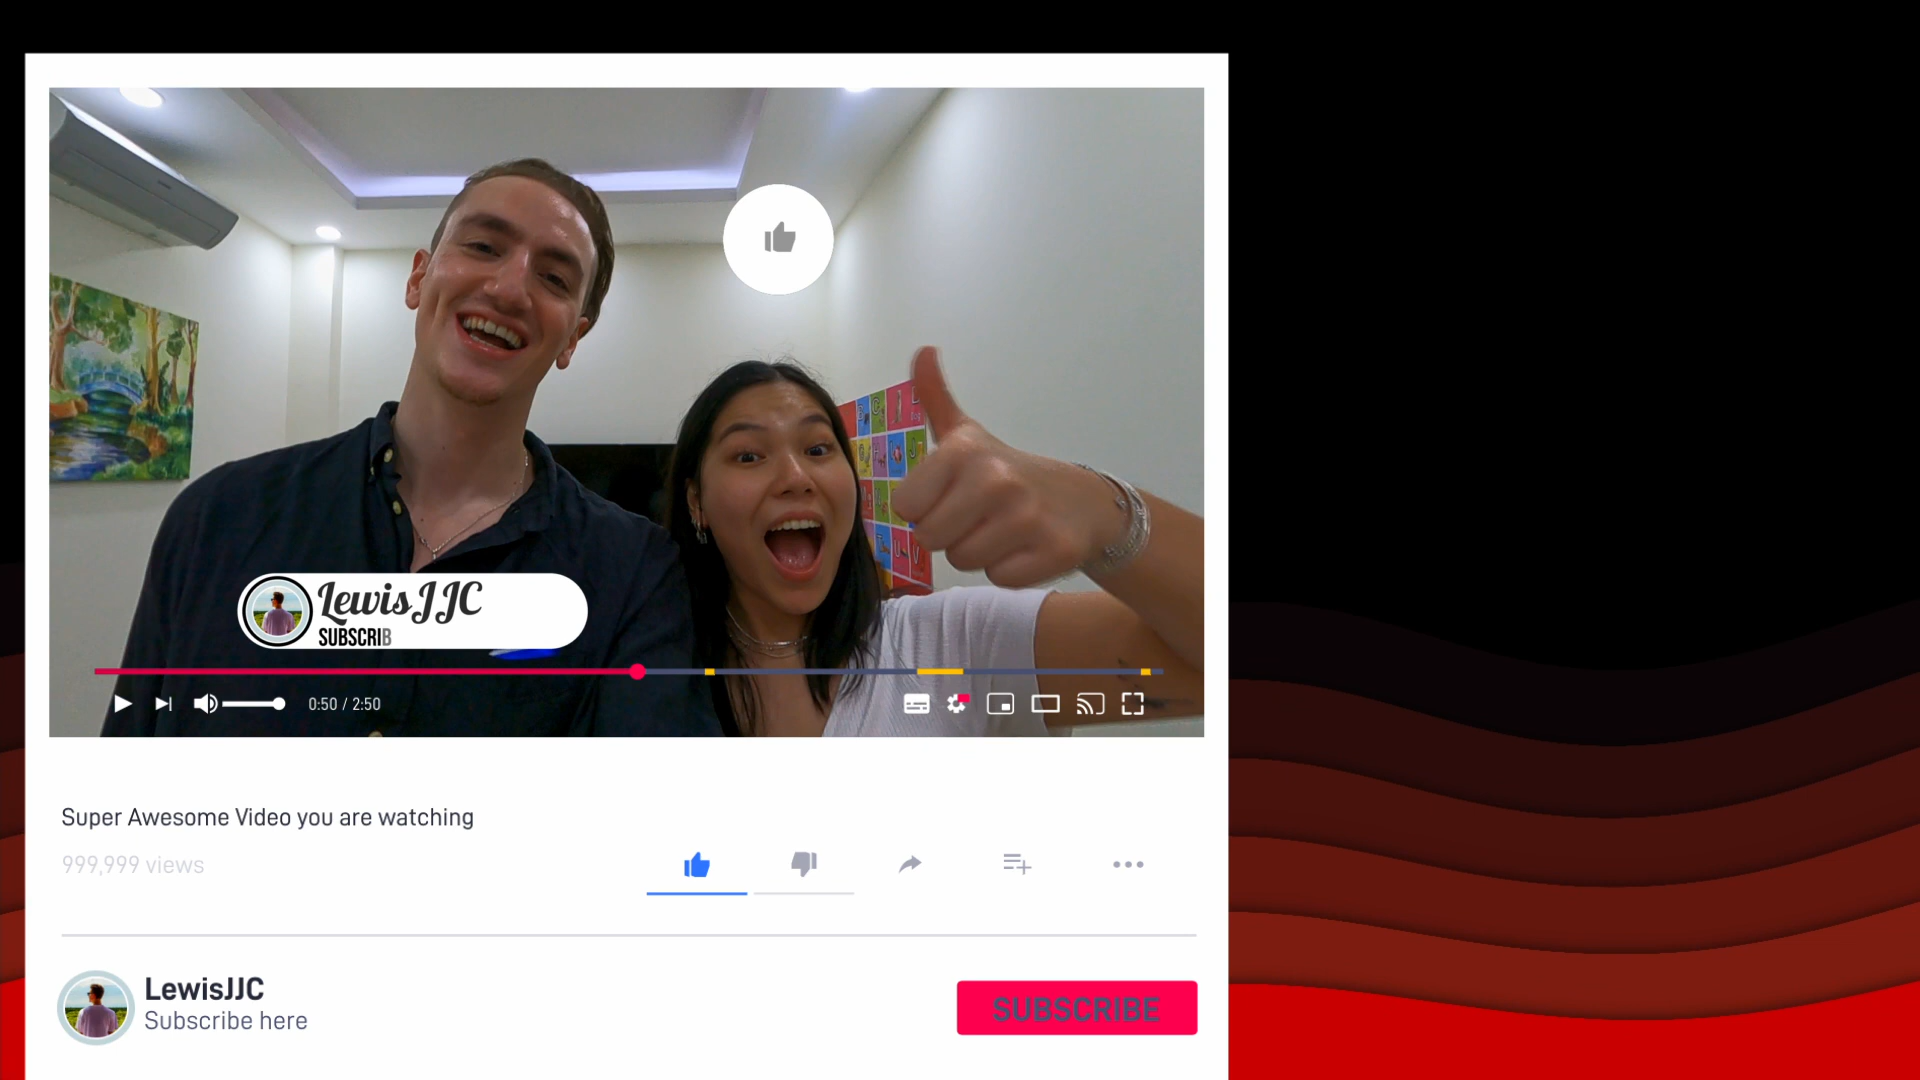 LewisJJC
SUBSCRIB
0:50 / 2:50
Super Awesome Video you are watching
999,999 views
LewisJJC
Subscribe here
SUBSCRIBE